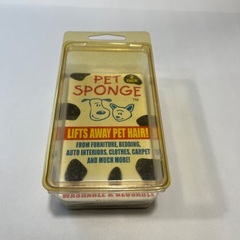 PET
SPONGE
TM
LIFTS AWAY PET HAIR!
FROM FURNITURE, BEDDING,
AUTO INTERIORS, CLOTHES, CARPET
AND MUCH MORE!
WASHABLE & REUSABLE